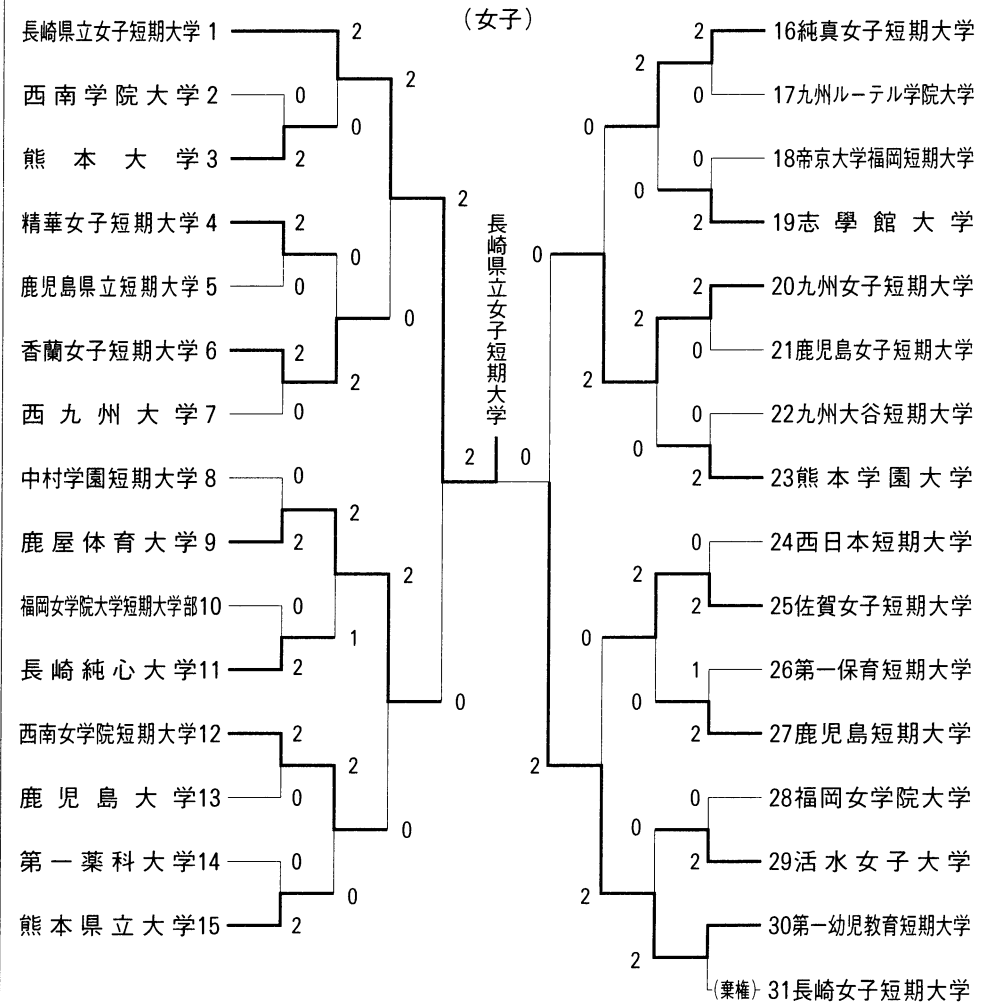 （女子）
長崎県立女子短期大学 1
2
西南学院大学 2
0
2
0
熊本大学 3
2
精華女子短期大学 4
2
2
0
鹿児島県立短期大学 5
0
0
香蘭女子短期大学 6
2
2
西九州大学 7
0
中村学園短期大学 8
0
2
鹿屋体育大学 9
2
2
福岡女学院大学短期大学部 10
0
1
長崎純心大学 11
2
0
西南女学院短期大学 12
2
2
鹿児島大学 13
0
0
第一薬科大学 14
0
0
熊本県立大学 15
2
長崎県立女子短期大学
2 0
2
16 純真女子短期大学
2
0
17 九州ルーテル学院大学
0
0
18 帝京大学福岡短期大学
0
2
19 志學館大学
0
2
20 九州女子短期大学
2
0
21 鹿児島女子短期大学
2
0
22 九州大谷短期大学
0
2
23 熊本学園大学
0
24 西日本短期大学
2
2
25 佐賀女子短期大学
0
1
26 第一保育短期大学
0
2
27 鹿児島短期大学
2
0
28 福岡女学院大学
0
2
29 活水女子大学
2
30 第一幼児教育短期大学
2
（棄権） 31 長崎女子短期大学